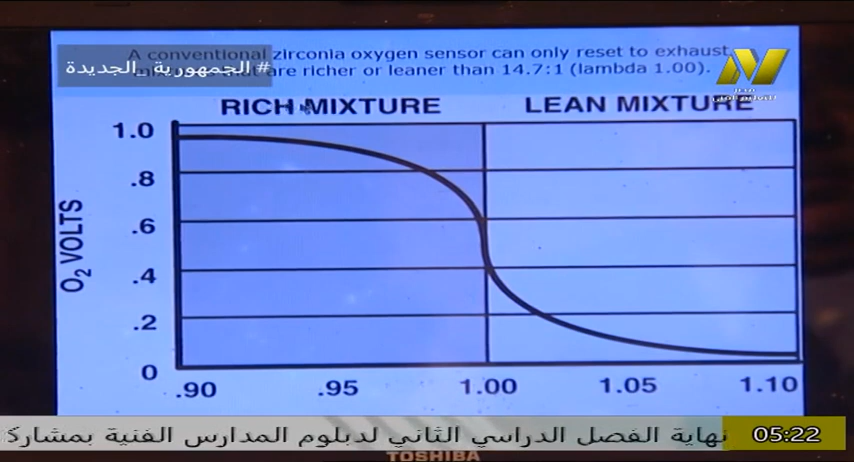 A conventional zirconia oxygen sensor can only reset to exhaust
are richer or leaner than 14.7:1 (lambda 1.00).
#الجمهورية_الجديدة
RICH MIXTURE
LEAN MIXTURE
1.0
.8
.6
.4
.2
0
O₂ VOLTS
.90
.95
1.00
1.05
1.10
نهاية الفصل الدراسي الثاني لدبلوم المدارس الفنية بمشارك
05:22
TOSHIBA